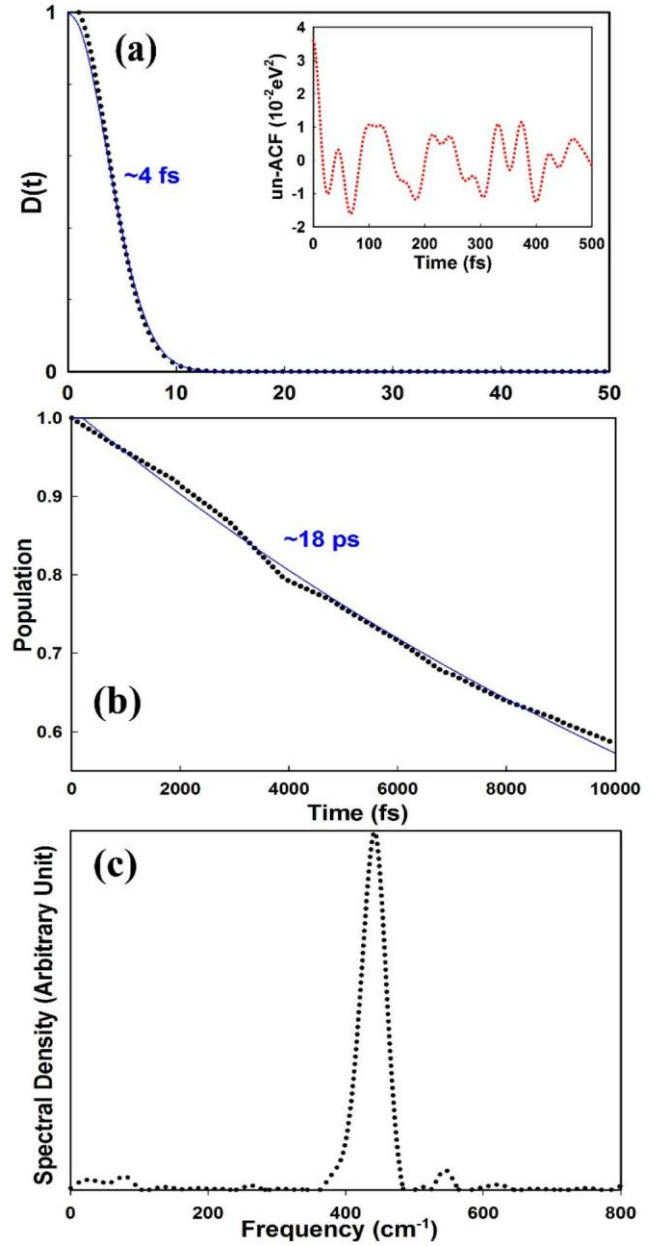 1
(a)
D(t)
~4 fs
0
0 10 20 30 40 50
un-ACF (10⁻²eV²)
4
3
2
1
0
-1
-2
0 100 200 300 400 500
Time (fs)
1.0
0.9
0.8
0.7
0.6
Population
~18 ps
(b)
0 2000 4000 6000 8000 10000
Time (fs)
(c)
Spectral Density (Arbitrary Unit)
0 200 400 600 800
Frequency (cm⁻¹)